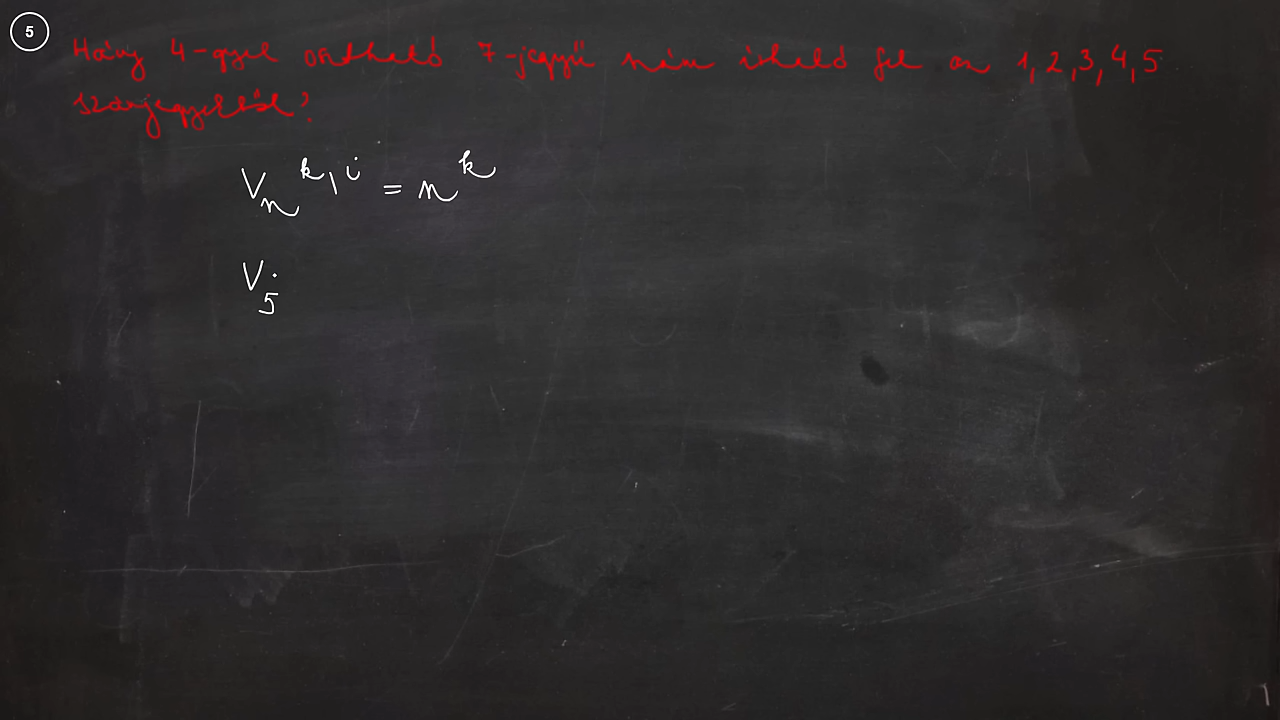 5
Hány 4-gyel osztható 7-jegyű szám írható fel az 1,2,3,4,5
számjegyekből?
V_n^{k,i} = n^k
V_5